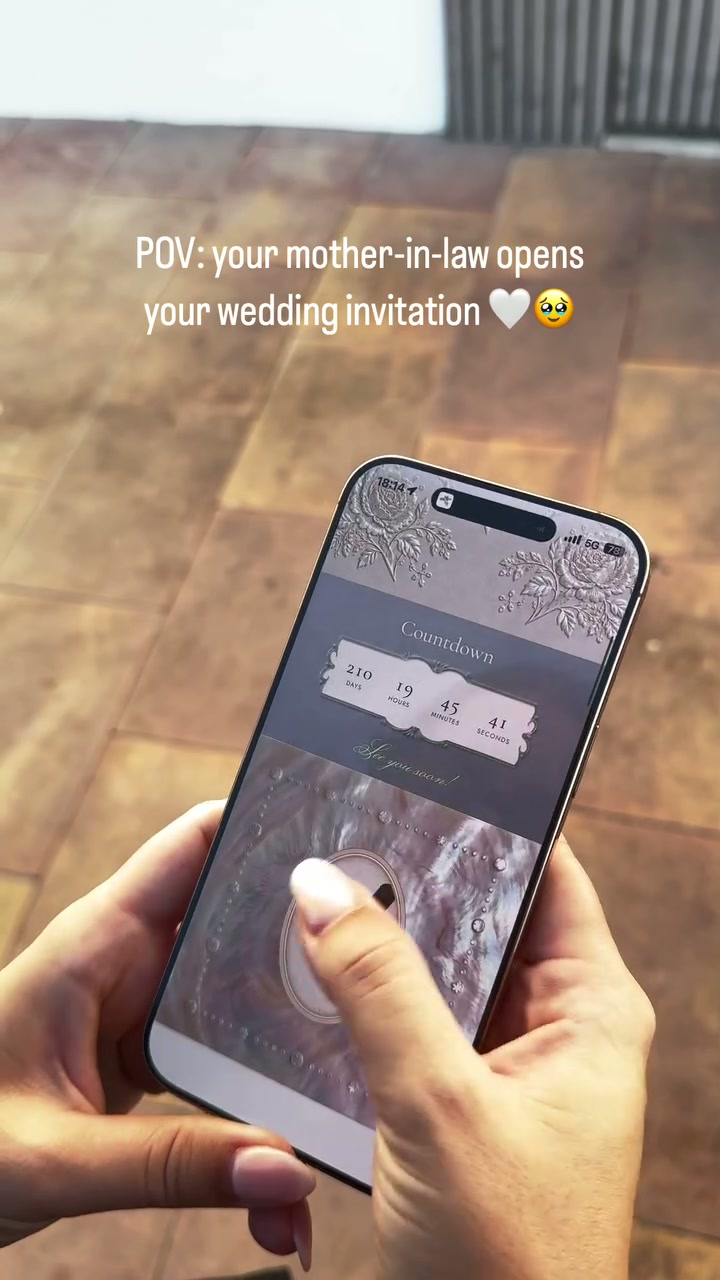 POV: your mother-in-law opens
your wedding invitation 🤍🥹
18:14
5G 78
Countdown
210 19 45 41
DAYS HOURS MINUTES SECONDS
See you soon!